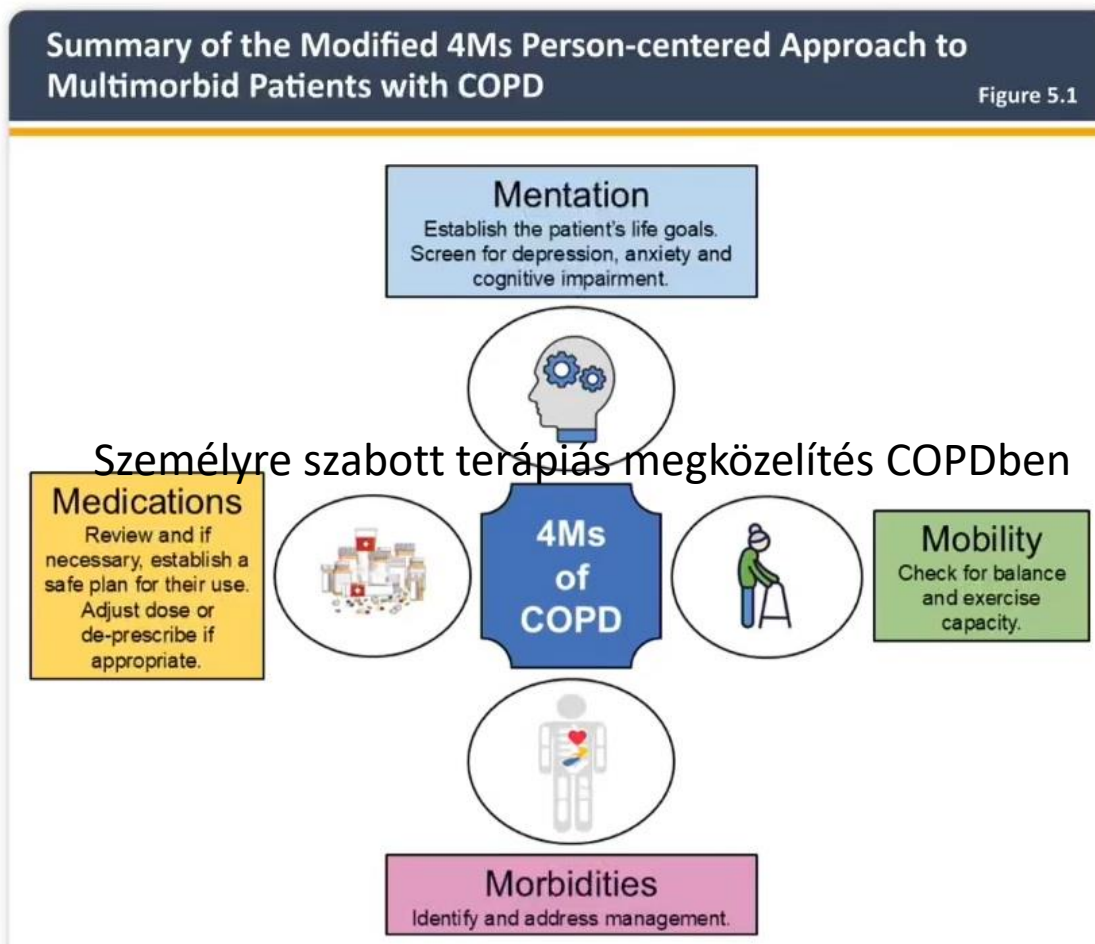 Summary of the Modified 4Ms Person-centered Approach to
Multimorbid Patients with COPD
Figure 5.1
Mentation
Establish the patient's life goals.
Screen for depression, anxiety and
cognitive impairment.
Személyre szabott terápiás megközelítés COPDben
Medications
Review and if
necessary, establish a
safe plan for their use.
Adjust dose or
de-prescribe if
appropriate.
4Ms
of
COPD
Mobility
Check for balance
and exercise
capacity.
Morbidities
Identify and address management.